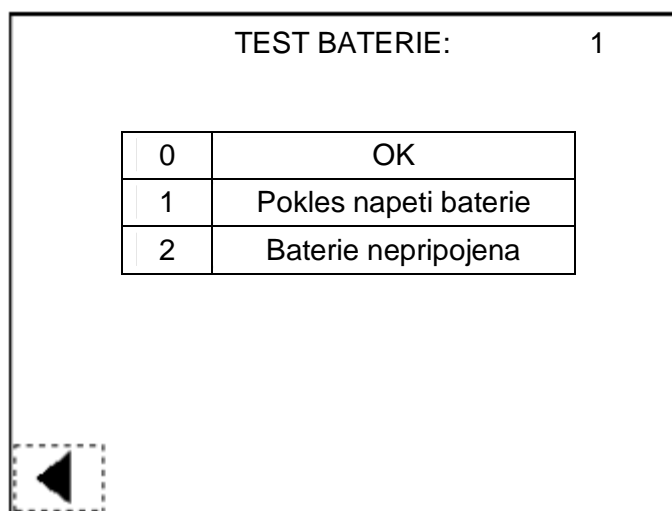 TEST BATERIE: 1
0 OK
1 Pokles napeti baterie
2 Baterie nepripojena